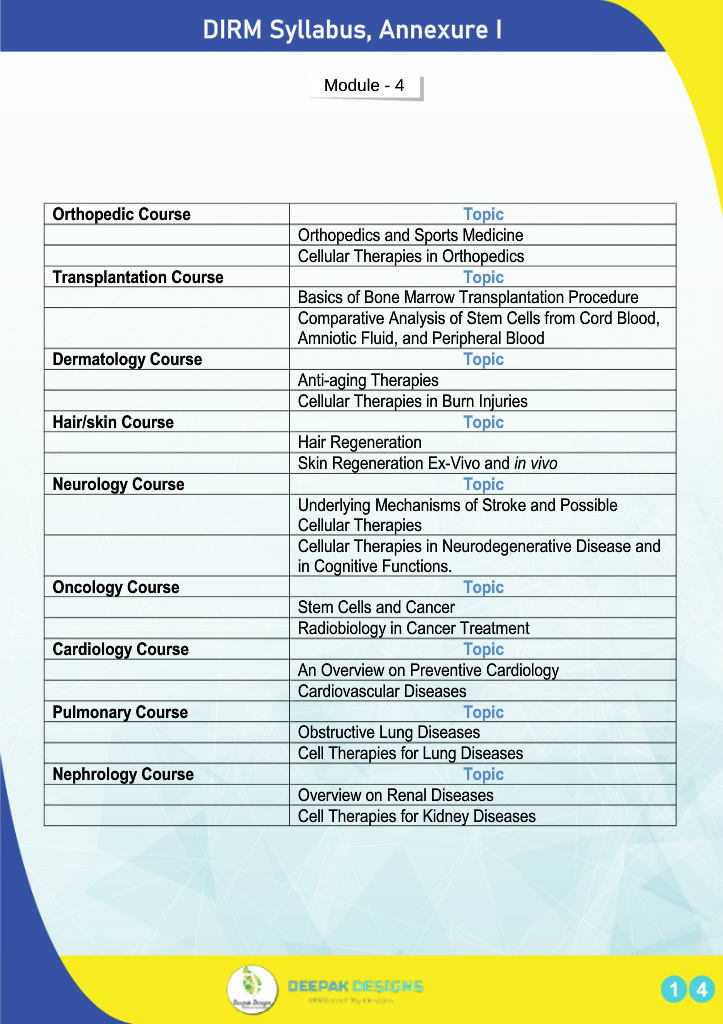 DIRM Syllabus, Annexure I
Module - 4
Orthopedic Course Topic
Orthopedics and Sports Medicine
Cellular Therapies in Orthopedics
Transplantation Course Topic
Basics of Bone Marrow Transplantation Procedure
Comparative Analysis of Stem Cells from Cord Blood,
Amniotic Fluid, and Peripheral Blood
Dermatology Course Topic
Anti-aging Therapies
Cellular Therapies in Burn Injuries
Hair/skin Course Topic
Hair Regeneration
Skin Regeneration Ex-Vivo and in vivo
Neurology Course Topic
Underlying Mechanisms of Stroke and Possible
Cellular Therapies
Cellular Therapies in Neurodegenerative Disease and
in Cognitive Functions.
Oncology Course Topic
Stem Cells and Cancer
Radiobiology in Cancer Treatment
Cardiology Course Topic
An Overview on Preventive Cardiology
Cardiovascular Diseases
Pulmonary Course Topic
Obstructive Lung Diseases
Cell Therapies for Lung Diseases
Nephrology Course Topic
Overview on Renal Diseases
Cell Therapies for Kidney Diseases
Deepak Designs
DEEPAK DESIGNS
By Designs
1 4